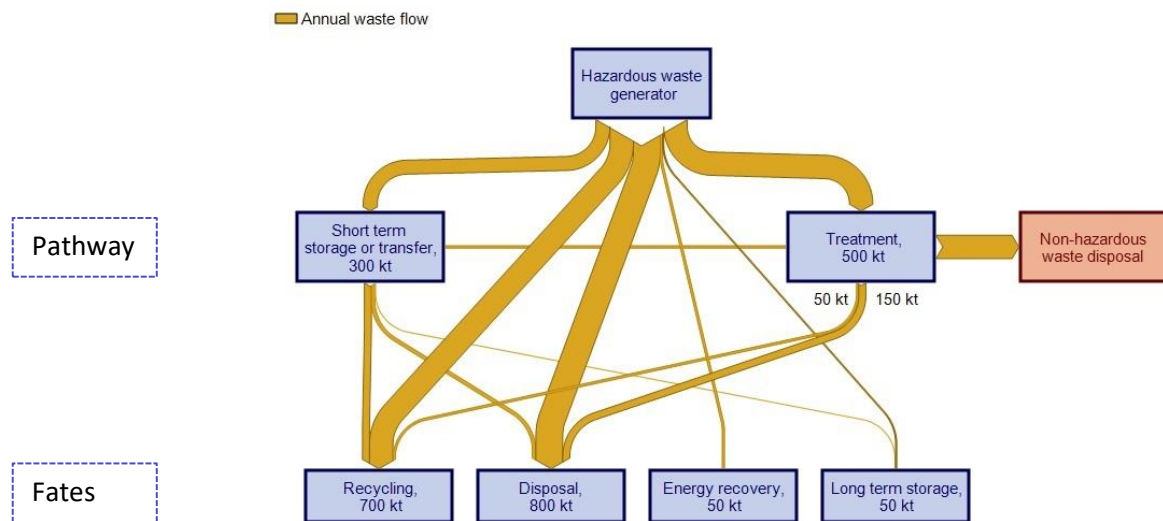 Annual waste flow
Hazardous waste
generator
Pathway
Short term
storage or transfer,
300 kt
Treatment,
500 kt
Non-hazardous
waste disposal
50 kt
150 kt
Fates
Recycling,
700 kt
Disposal,
800 kt
Energy recovery,
50 kt
Long term storage,
50 kt